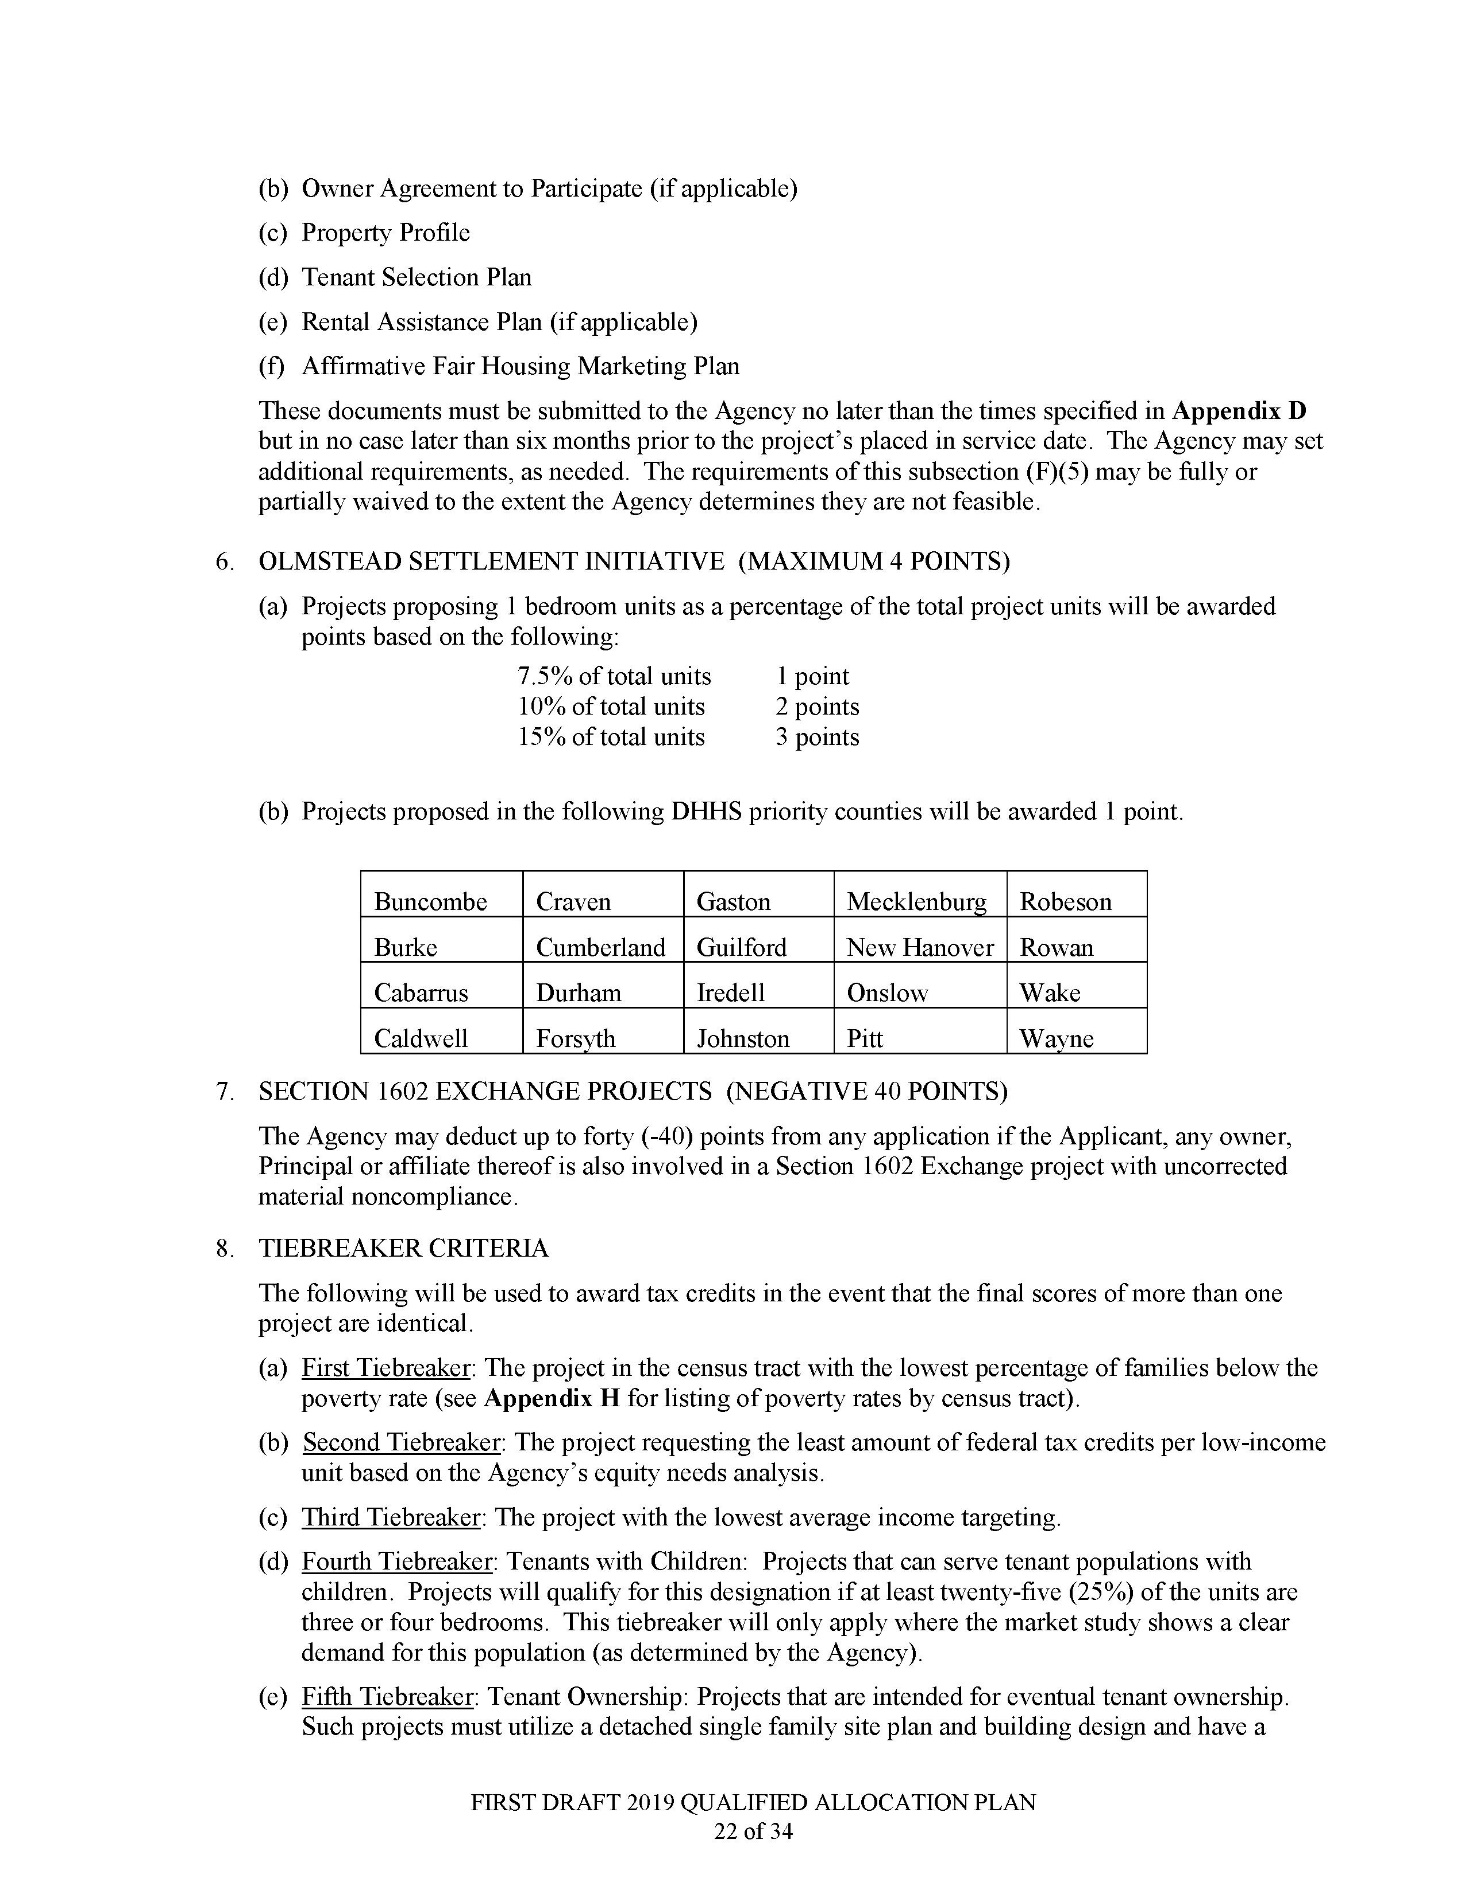 (b) Owner Agreement to Participate (if applicable)
(c) Property Profile
(d) Tenant Selection Plan
(e) Rental Assistance Plan (if applicable)
(f) Affirmative Fair Housing Marketing Plan
These documents must be submitted to the Agency no later than the times specified in Appendix D
but in no case later than six months prior to the project’s placed in service date. The Agency may set
additional requirements, as needed. The requirements of this subsection (F)(5) may be fully or
partially waived to the extent the Agency determines they are not feasible.
6. OLMSTEAD SETTLEMENT INITIATIVE (MAXIMUM 4 POINTS)
(a) Projects proposing 1 bedroom units as a percentage of the total project units will be awarded
points based on the following:
7.5% of total units 1 point
10% of total units 2 points
15% of total units 3 points
(b) Projects proposed in the following DHHS priority counties will be awarded 1 point.
Buncombe Craven Gaston Mecklenburg Robeson
Burke Cumberland Guilford New Hanover Rowan
Cabarrus Durham Iredell Onslow Wake
Caldwell Forsyth Johnston Pitt Wayne
7. SECTION 1602 EXCHANGE PROJECTS (NEGATIVE 40 POINTS)
The Agency may deduct up to forty (-40) points from any application if the Applicant, any owner,
Principal or affiliate thereof is also involved in a Section 1602 Exchange project with uncorrected
material noncompliance.
8. TIEBREAKER CRITERIA
The following will be used to award tax credits in the event that the final scores of more than one
project are identical.
(a) First Tiebreaker: The project in the census tract with the lowest percentage of families below the
poverty rate (see Appendix H for listing of poverty rates by census tract).
(b) Second Tiebreaker: The project requesting the least amount of federal tax credits per low-income
unit based on the Agency’s equity needs analysis.
(c) Third Tiebreaker: The project with the lowest average income targeting.
(d) Fourth Tiebreaker: Tenants with Children: Projects that can serve tenant populations with
children. Projects will qualify for this designation if at least twenty-five (25%) of the units are
three or four bedrooms. This tiebreaker will only apply where the market study shows a clear
demand for this population (as determined by the Agency).
(e) Fifth Tiebreaker: Tenant Ownership: Projects that are intended for eventual tenant ownership.
Such projects must utilize a detached single family site plan and building design and have a
FIRST DRAFT 2019 QUALIFIED ALLOCATION PLAN
22 of 34